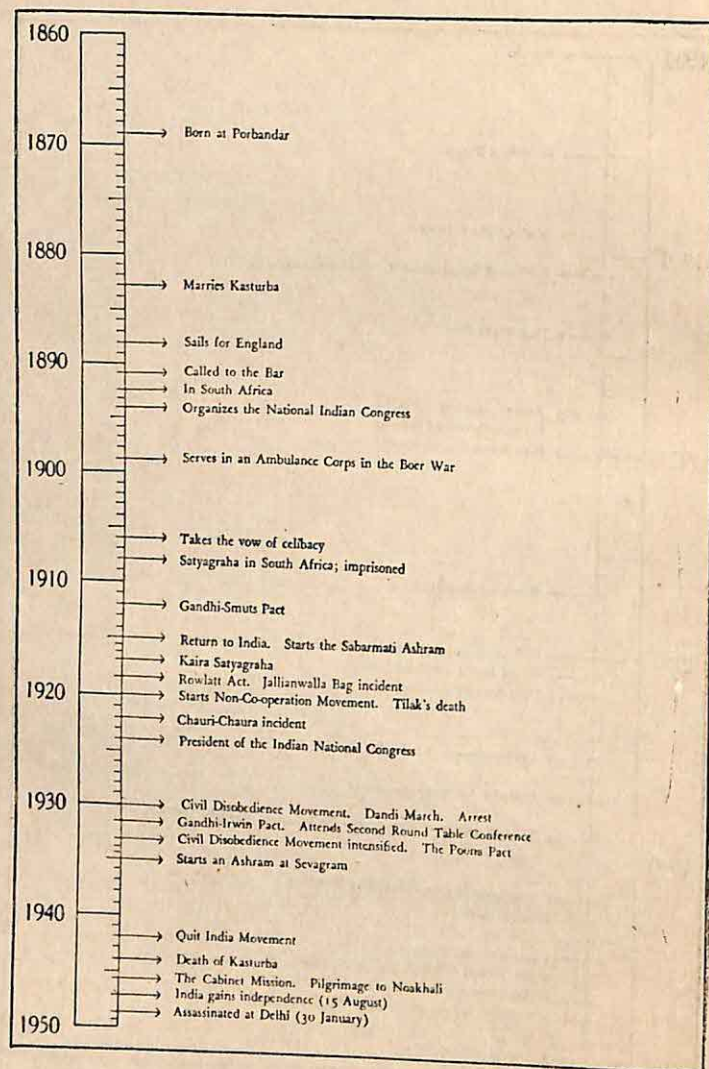 1860
Born at Porbandar
1870
1880
Marries Kasturba
Sails for England
1890
Called to the Bar
In South Africa
Organizes the National Indian Congress
Serves in an Ambulance Corps in the Boer War
1900
Takes the vow of celibacy
Satyagraha in South Africa; imprisoned
1910
Gandhi-Smuts Pact
Return to India. Starts the Sabarmati Ashram
Kaira Satyagraha
Rowlatt Act. Jallianwalla Bag incident
1920
Starts Non-Co-operation Movement. Tilak's death
Chauri-Chaura incident
President of the Indian National Congress
1930
Civil Disobedience Movement. Dandi March. Arrest
Gandhi-Irwin Pact. Attends Second Round Table Conference
Civil Disobedience Movement intensified. The Poona Pact
Starts an Ashram at Sevagram
1940
Quit India Movement
Death of Kasturba
The Cabinet Mission. Pilgrimage to Noakhali
India gains independence (15 August)
Assassinated at Delhi (30 January)
1950